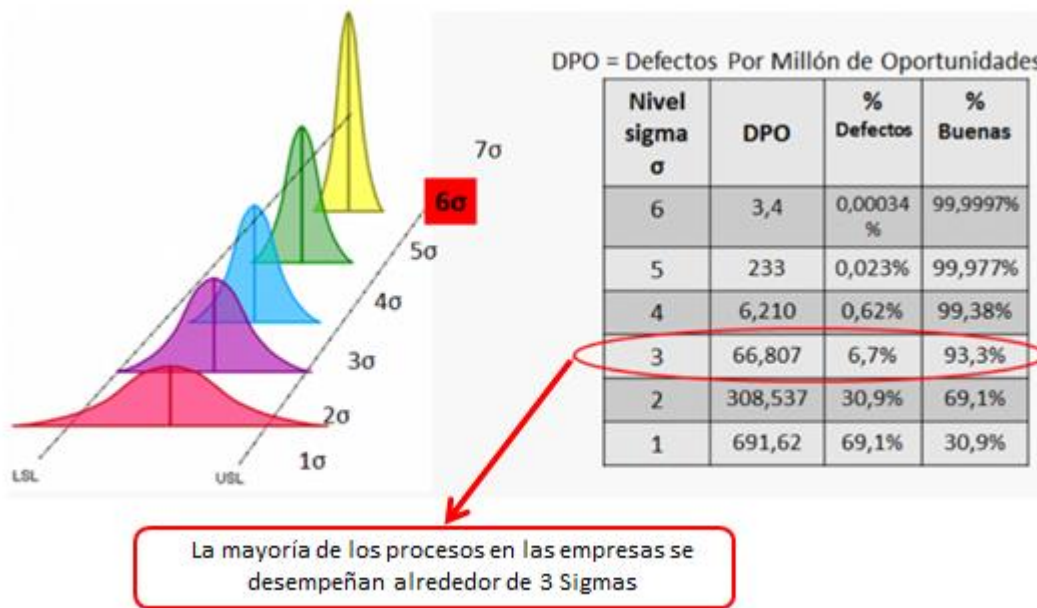 7σ
6σ
5σ
4σ
3σ
2σ
1σ
LSL
USL
DPO = Defectos Por Millón de Oportunidades
Nivel sigma σ DPO % Defectos % Buenas
6 3,4 0,00034 % 99,9997%
5 233 0,023% 99,977%
4 6,210 0,62% 99,38%
3 66,807 6,7% 93,3%
2 308,537 30,9% 69,1%
1 691,62 69,1% 30,9%
La mayoría de los procesos en las empresas se
desempeñan alrededor de 3 Sigmas